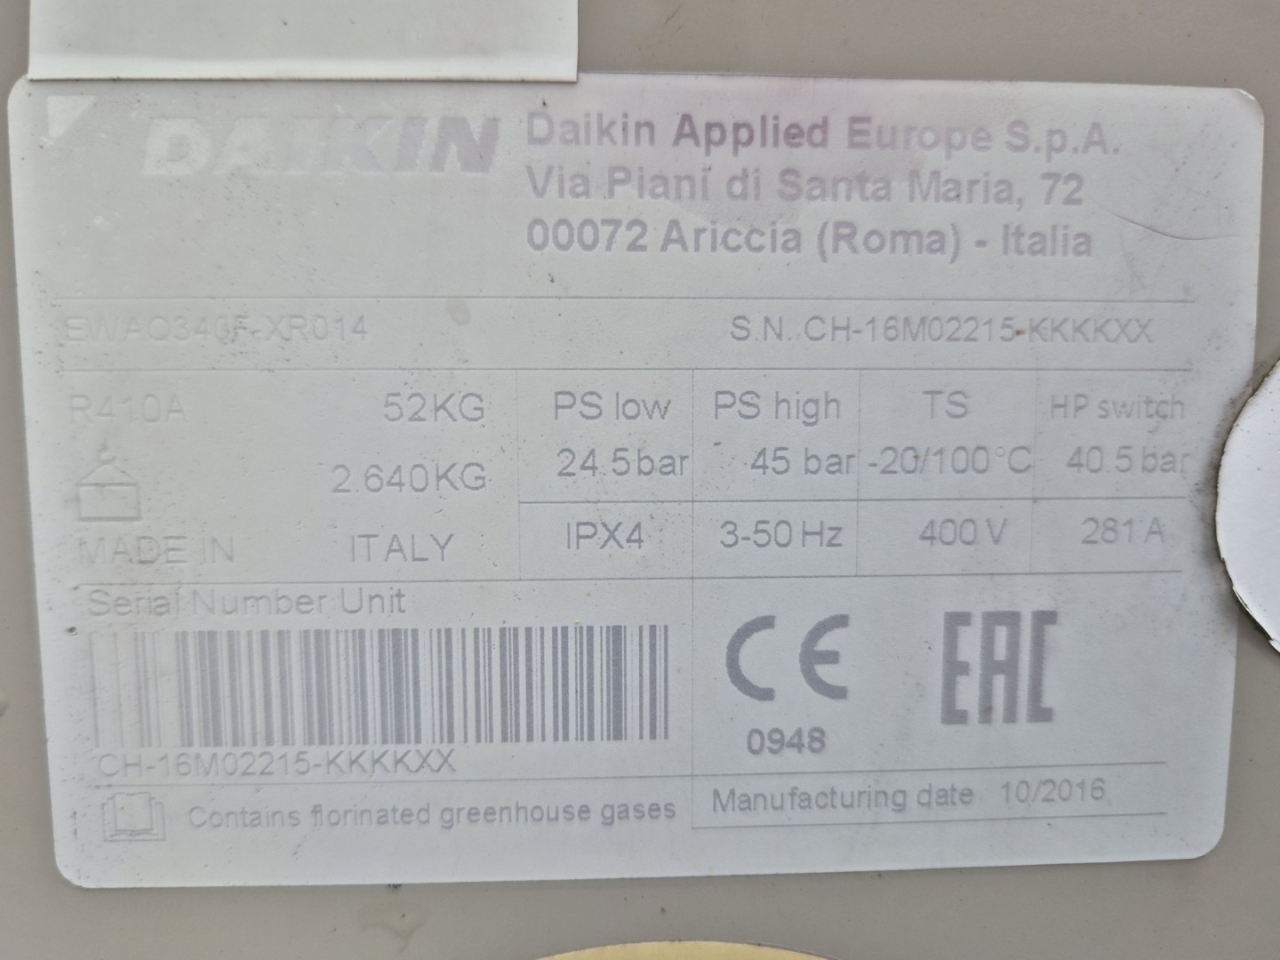 DAIKIN
Daikin Applied Europe S.p.A.
Via Piani di Santa Maria, 72
00072 Ariccia (Roma) - Italia
EWAQ340F-XR014 S.N. CH-16M02215-KKKKXX
R410A 52KG PS low PS high TS HP switch
2.640KG 24.5bar 45 bar -20/100°C 40.5 bar
MADE IN ITALY IPX4 3-50 Hz 400 V 281 A
Serial Number Unit
CE EAC
0948
CH-16M02215-KKKKXX
Contains florinated greenhouse gases Manufacturing date 10/2016